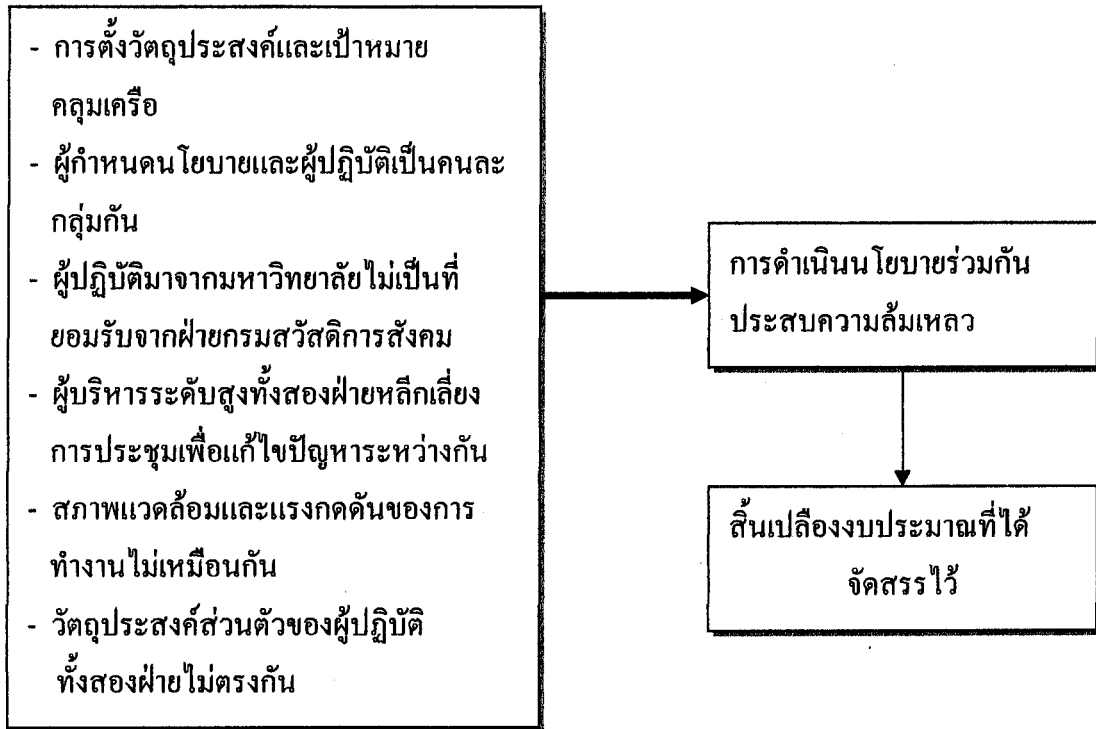 - การตั้งวัตถุประสงค์และเป้าหมาย
คลุมเครือ
- ผู้กำหนดนโยบายและผู้ปฏิบัติเป็นคนละ
กลุ่มกัน
- ผู้ปฏิบัติมาจากมหาวิทยาลัยไม่เป็นที่
ยอมรับจากฝ่ายกรมสวัสดิการสังคม
- ผู้บริหารระดับสูงทั้งสองฝ่ายหลีกเลี่ยง
การประชุมเพื่อแก้ไขปัญหาระหว่างกัน
- สภาพแวดล้อมและแรงกดดันของการ
ทำงานไม่เหมือนกัน
- วัตถุประสงค์ส่วนตัวของผู้ปฏิบัติ
ทั้งสองฝ่ายไม่ตรงกัน
การดำเนินนโยบายร่วมกัน
ประสบความล้มเหลว
สิ้นเปลืองงบประมาณที่ได้
จัดสรรไว้